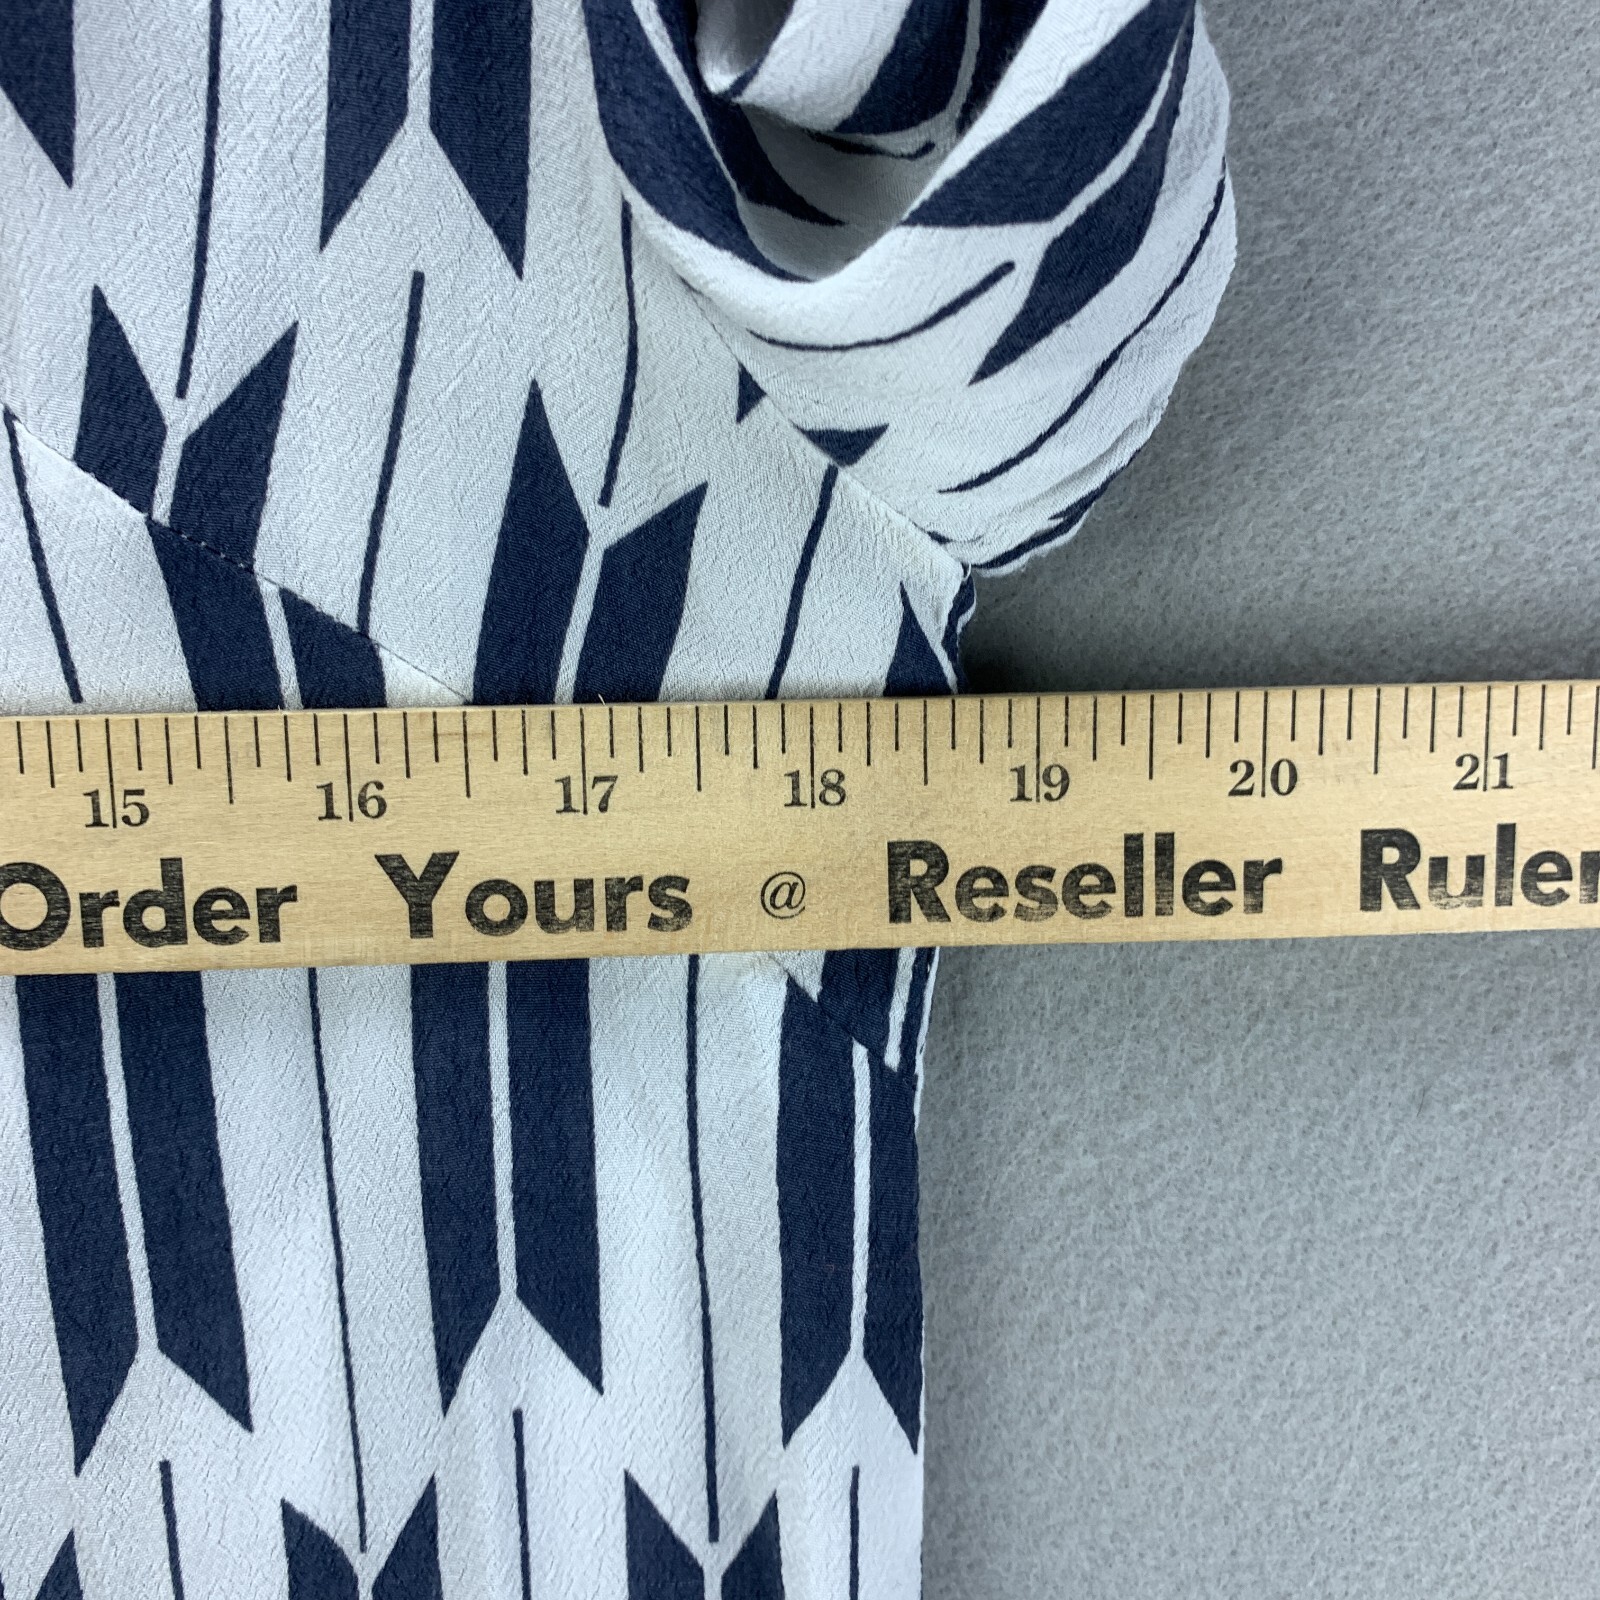 15 16 17 18 19 20 21
Order Yours @ Reseller Ruler